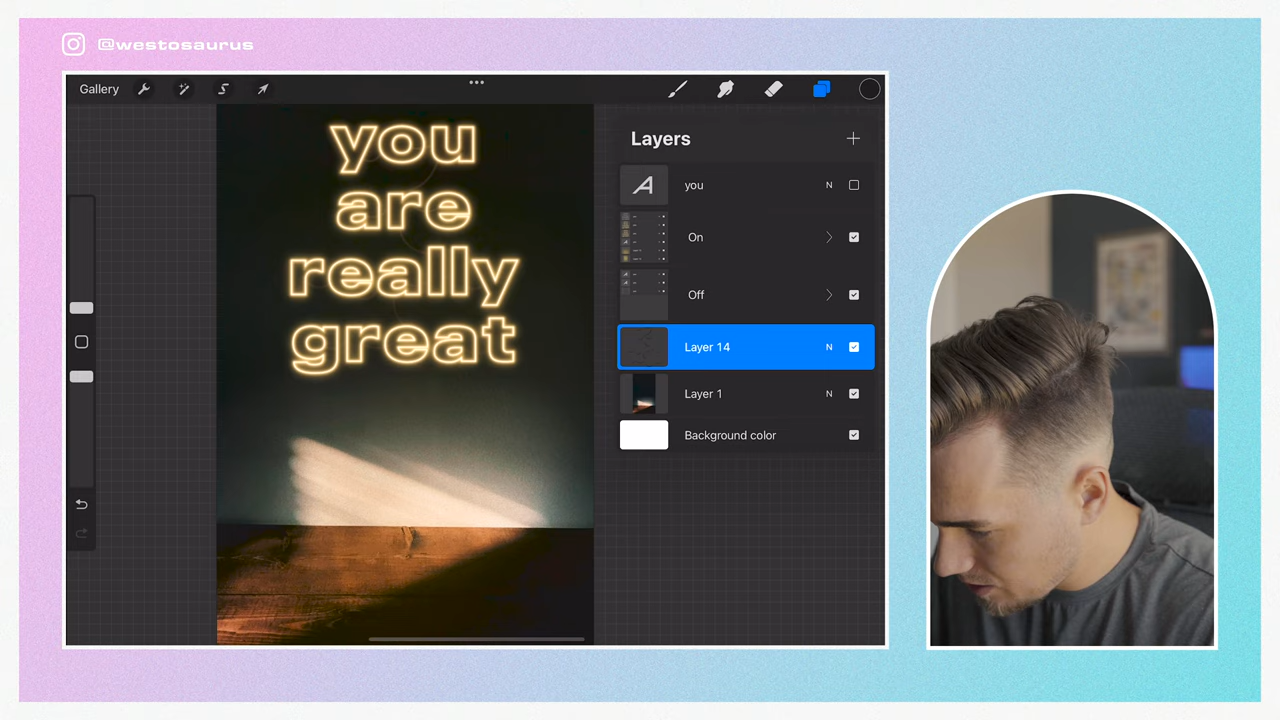 @westosaurus
Gallery
you
are
really
great
Layers
you N
On
Off
Layer 14 N
Layer 1 N
Background color